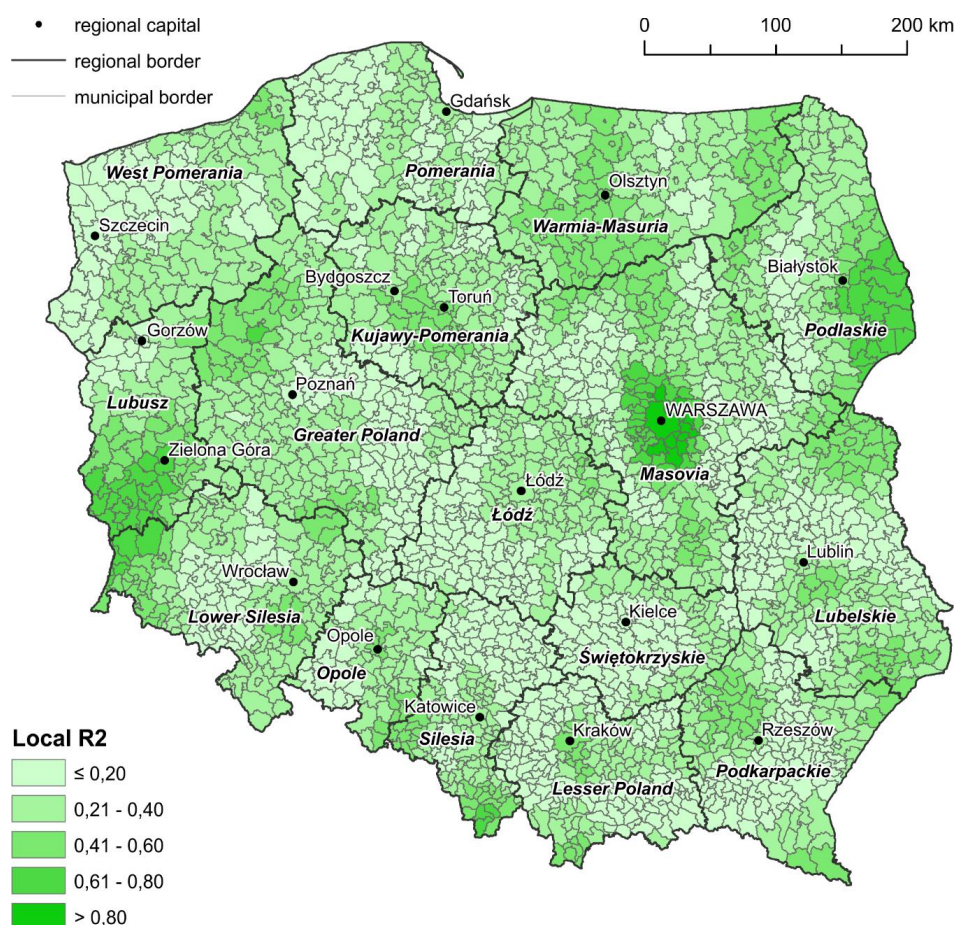 regional capital
regional border
municipal border
0 100 200 km
Gdańsk
West Pomerania
Pomerania
Olsztyn
Szczecin
Warmia-Masuria
Bydgoszcz
Toruń
Białystok
Gorzów
Kujawy-Pomerania
Podlaskie
Lubusz
Poznań
WARSZAWA
Greater Poland
Zielona Góra
Masovia
Łódź
Łódź
Lublin
Wrocław
Lower Silesia
Kielce
Lubelskie
Opole
Opole
Świętokrzyskie
Katowice
Silesia
Kraków
Rzeszów
Podkarpackie
Lesser Poland
Local R2
≤ 0,20
0,21 - 0,40
0,41 - 0,60
0,61 - 0,80
> 0,80